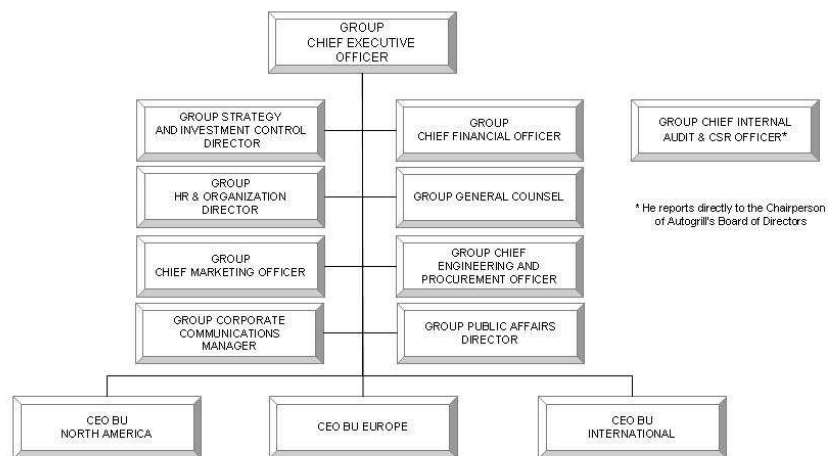 GROUP
CHIEF EXECUTIVE
OFFICER
GROUP STRATEGY
AND INVESTMENT CONTROL
DIRECTOR
GROUP
CHIEF FINANCIAL OFFICER
GROUP CHIEF INTERNAL
AUDIT & CSR OFFICER*
GROUP
HR & ORGANIZATION
DIRECTOR
GROUP GENERAL COUNSEL
* He reports directly to the Chairperson
of Autogrill's Board of Directors
GROUP
CHIEF MARKETING OFFICER
GROUP CHIEF
ENGINEERING AND
PROCUREMENT OFFICER
GROUP CORPORATE
COMMUNICATIONS
MANAGER
GROUP PUBLIC AFFAIRS
DIRECTOR
CEO BU
NORTH AMERICA
CEO BU EUROPE
CEO BU
INTERNATIONAL